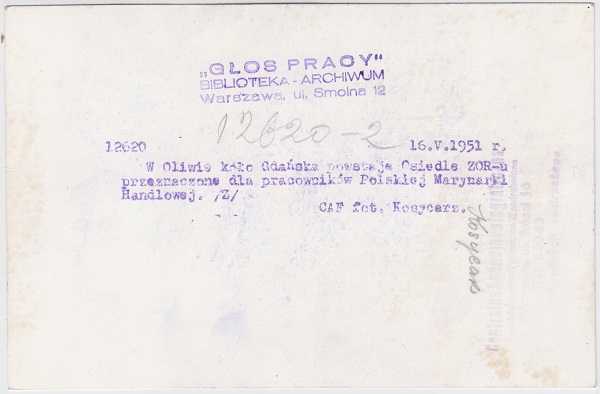 „GŁOS PRACY"
BIBLIOTEKA - ARCHIWUM
Warszawa, ul. Smolna 12
12620-2
12620 16.V.1951 r.
W Oliwie koło Gdańska powstaje Osiedle ZOR-u
przeznaczone dla pracowników Polskiej Marynarki
Handlowej. /Z/
CAF fot. Kosycarz.
Kosycarz